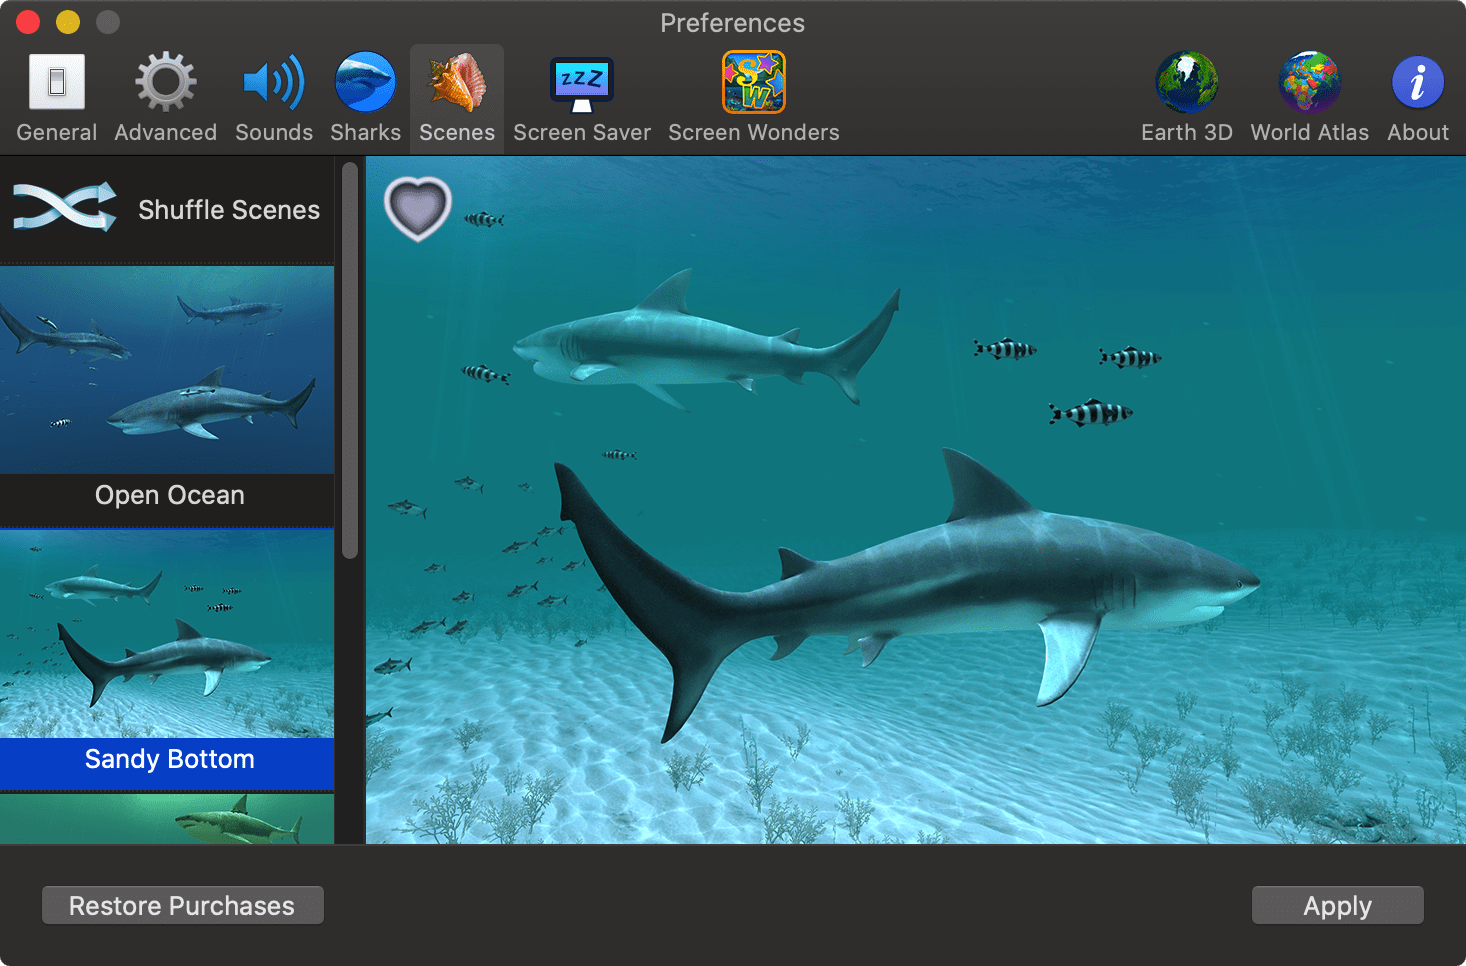 Preferences
General
Advanced
Sounds
Sharks
Scenes
zzZ
Screen Saver
SW
Screen Wonders
Earth 3D
World Atlas
i
About
Shuffle Scenes
Open Ocean
Sandy Bottom
Restore Purchases
Apply